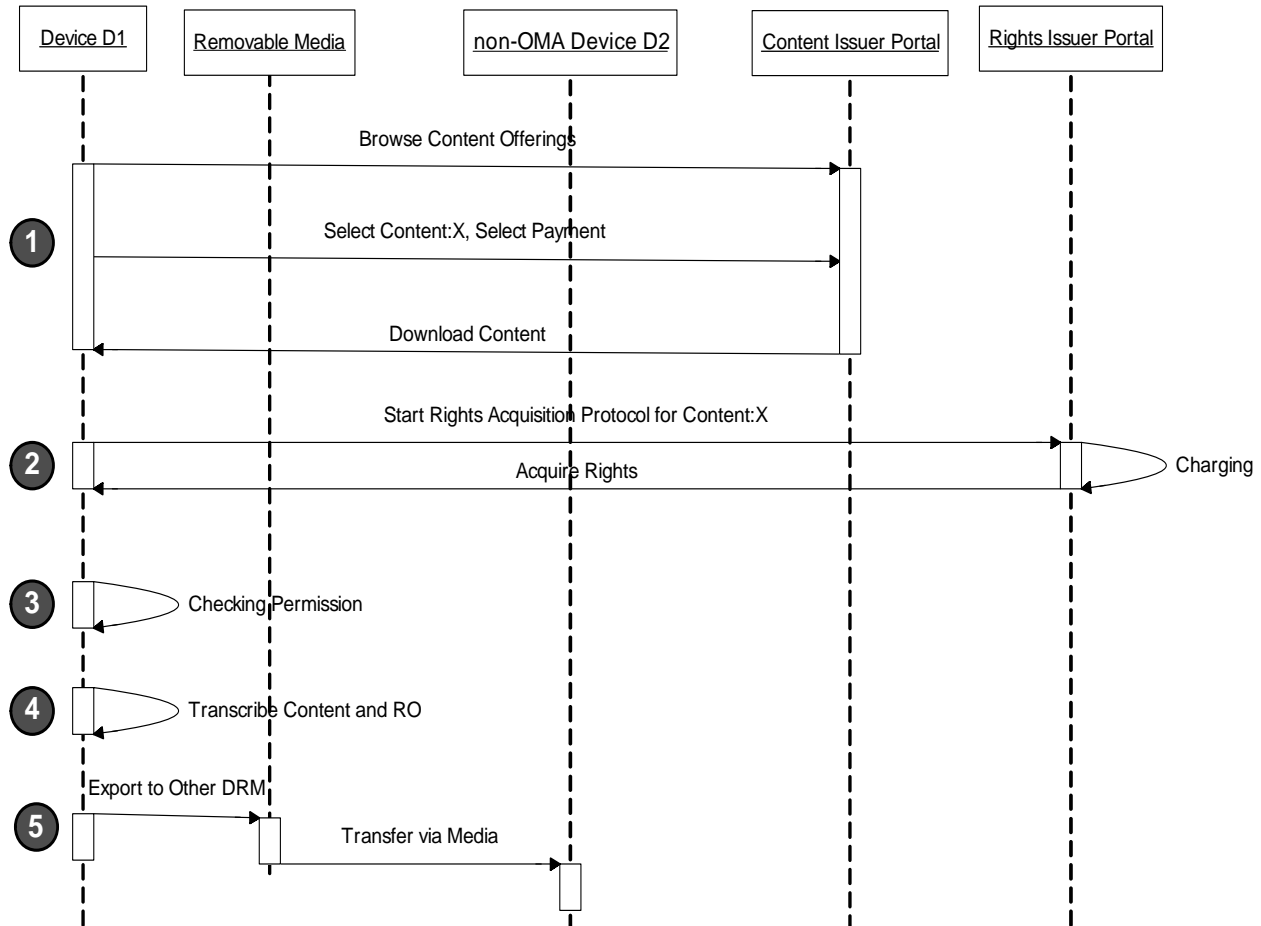 Device D1
Removable Media
non-OMA Device D2
Content Issuer Portal
Rights Issuer Portal
Browse Content Offerings
1
Select Content:X, Select Payment
Download Content
Start Rights Acquisition Protocol for Content:X
2
Acquire Rights
Charging
3
Checking Permission
4
Transcribe Content and RO
Export to Other DRM
5
Transfer via Media